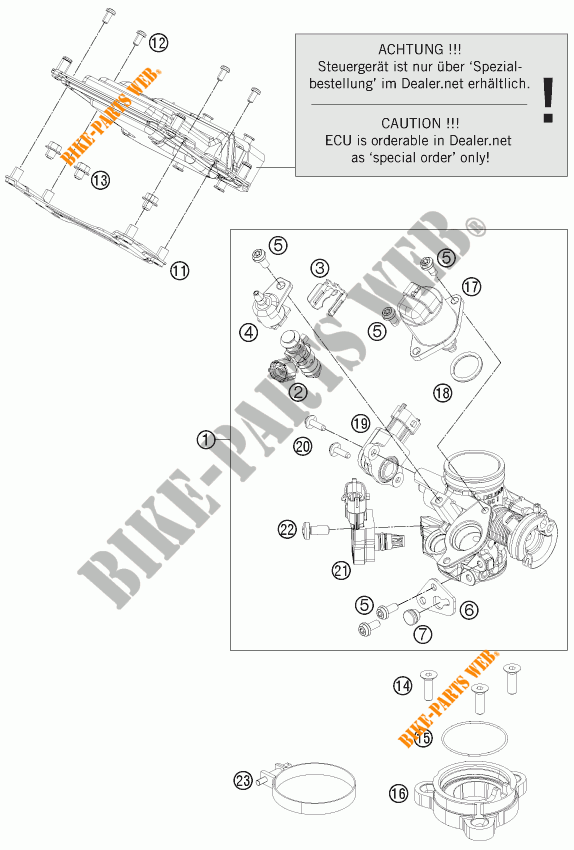 12
ACHTUNG !!!
Steuergerät ist nur über ‘Spezial-
bestellung’ im Dealer.net erhältlich.
CAUTION !!!
ECU is orderable in Dealer.net
as ‘special order’ only!
!
BIKE-PARTS WEB.
13
11
BIKE-PARTS WEB®
5
3
5
17
4
5
2
18
19
1
20
22
21
5
6
7
BIKE-PARTS WEB.
14
15
23
16